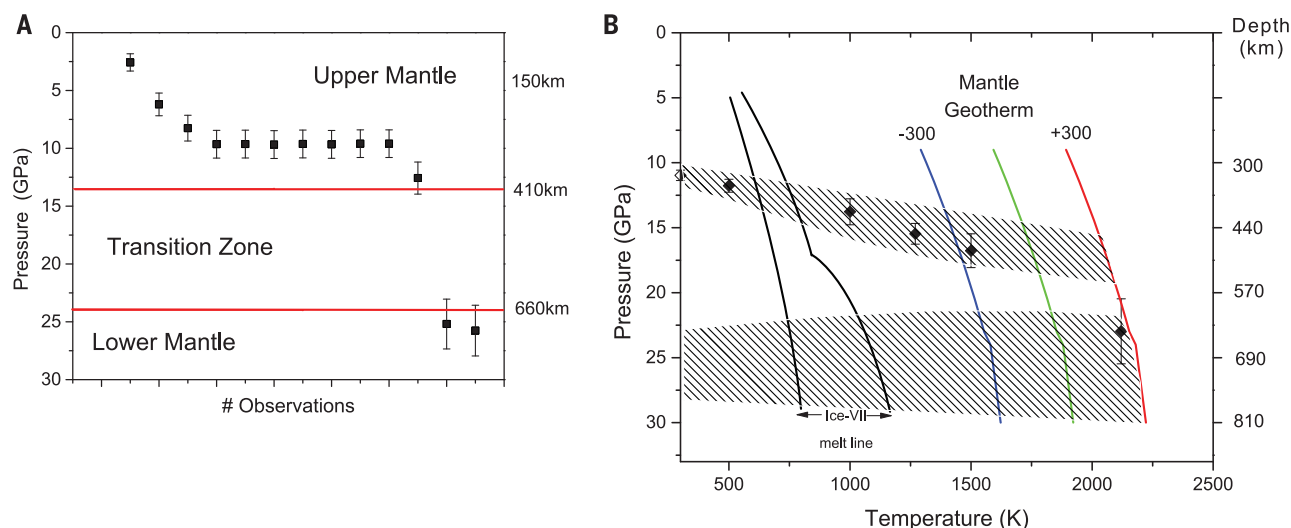 A
0
5
10
15
20
25
30
Pressure (GPa)
Upper Mantle
Transition Zone
Lower Mantle
150km
410km
660km
# Observations
B
0
5
10
15
20
25
30
Pressure (GPa)
Mantle
Geotherm
-300
+300
Ice-VII
melt line
Depth
(km)
300
440
570
690
810
500
1000
1500
2000
2500
Temperature (K)